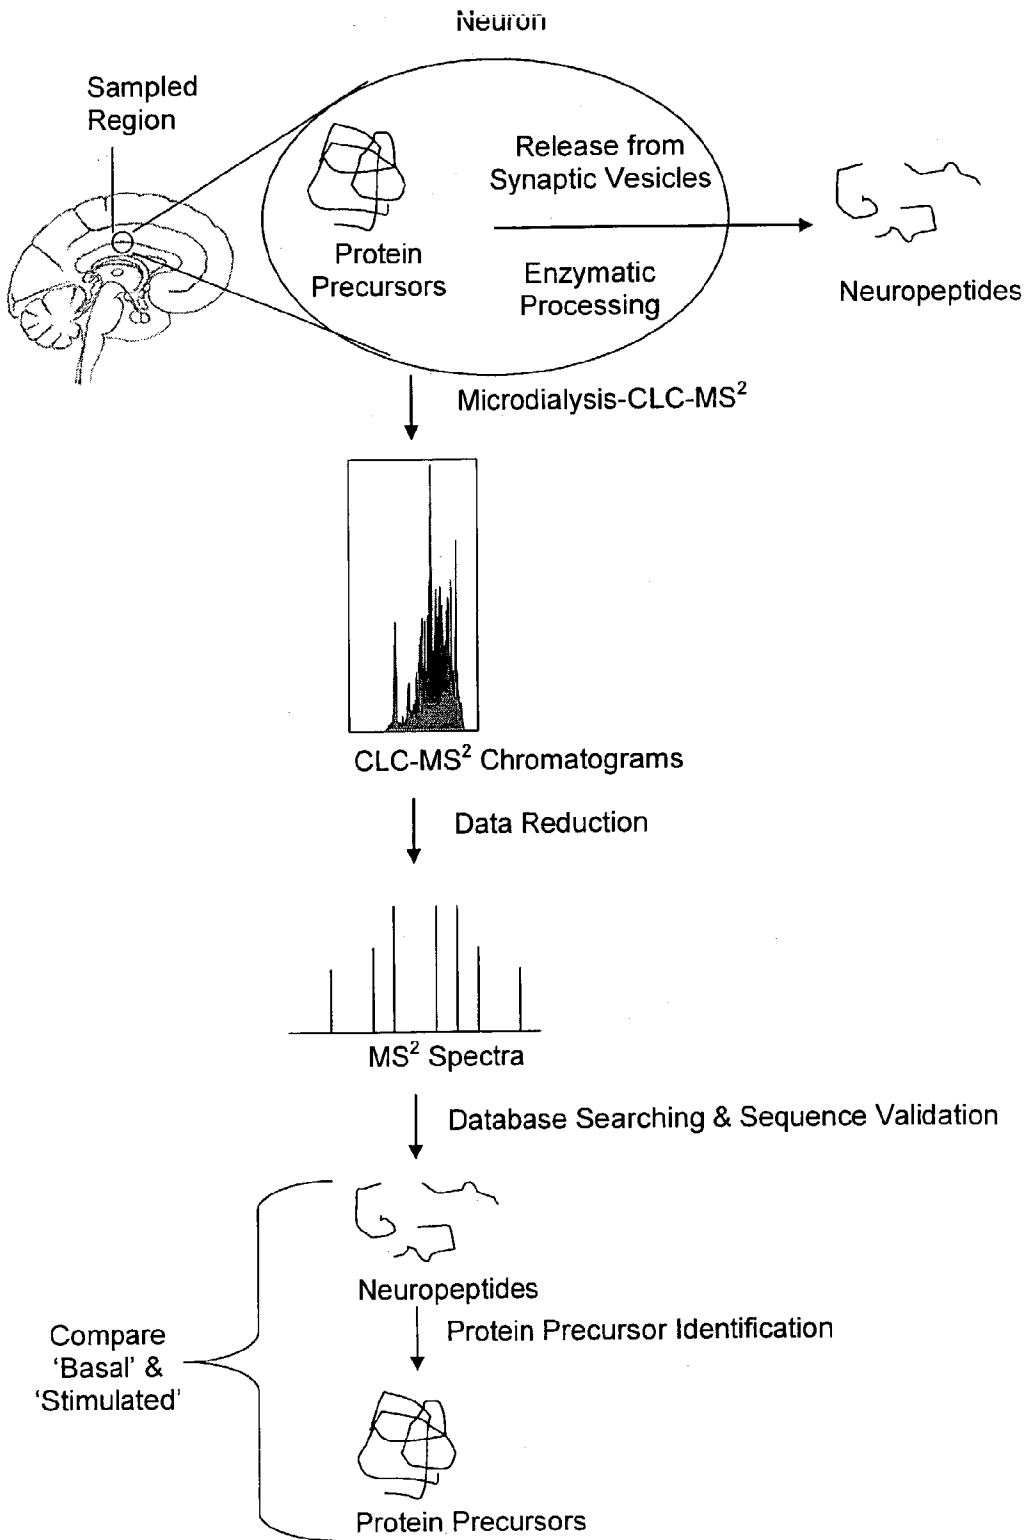 Neuron
Sampled
Region
Release from
Synaptic Vesicles
Protein
Precursors
Enzymatic
Processing
Neuropeptides
Microdialysis-CLC-MS²
CLC-MS² Chromatograms
Data Reduction
MS² Spectra
Database Searching & Sequence Validation
Neuropeptides
Protein Precursor Identification
Compare
'Basal' &
'Stimulated'
Protein Precursors